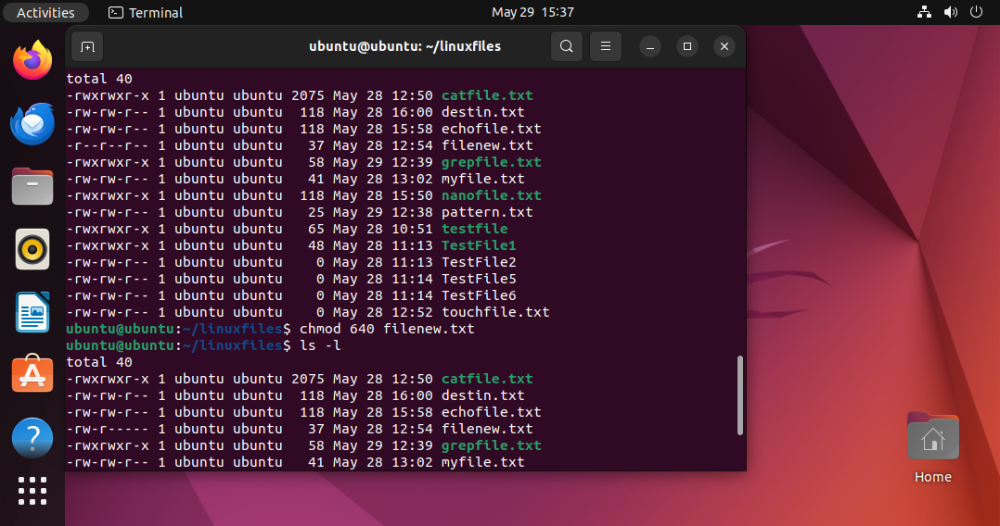 Activities Terminal May 29 15:37
ubuntu@ubuntu: ~/linuxfiles
total 40
-rwxrwxr-x 1 ubuntu ubuntu 2075 May 28 12:50 catfile.txt
-rw-rw-r-- 1 ubuntu ubuntu  118 May 28 16:00 destin.txt
-rw-rw-r-- 1 ubuntu ubuntu  118 May 28 15:58 echofile.txt
-r--r--r-- 1 ubuntu ubuntu   37 May 28 12:54 filenew.txt
-rwxrwxr-x 1 ubuntu ubuntu   58 May 29 12:39 grepfile.txt
-rw-rw-r-- 1 ubuntu ubuntu   41 May 28 13:02 myfile.txt
-rwxrwxr-x 1 ubuntu ubuntu  118 May 28 15:50 nanofile.txt
-rw-rw-r-- 1 ubuntu ubuntu   25 May 29 12:38 pattern.txt
-rwxrwxr-x 1 ubuntu ubuntu   65 May 28 10:51 testfile
-rwxrwxr-x 1 ubuntu ubuntu   48 May 28 11:13 TestFile1
-rw-rw-r-- 1 ubuntu ubuntu    0 May 28 11:13 TestFile2
-rw-rw-r-- 1 ubuntu ubuntu    0 May 28 11:14 TestFile5
-rw-rw-r-- 1 ubuntu ubuntu    0 May 28 11:14 TestFile6
-rw-rw-r-- 1 ubuntu ubuntu    0 May 28 12:52 touchfile.txt
ubuntu@ubuntu:~/linuxfiles$ chmod 640 filenew.txt
ubuntu@ubuntu:~/linuxfiles$ ls -l
total 40
-rwxrwxr-x 1 ubuntu ubuntu 2075 May 28 12:50 catfile.txt
-rw-rw-r-- 1 ubuntu ubuntu  118 May 28 16:00 destin.txt
-rw-rw-r-- 1 ubuntu ubuntu  118 May 28 15:58 echofile.txt
-rw-r----- 1 ubuntu ubuntu   37 May 28 12:54 filenew.txt
-rwxrwxr-x 1 ubuntu ubuntu   58 May 29 12:39 grepfile.txt
-rw-rw-r-- 1 ubuntu ubuntu   41 May 28 13:02 myfile.txt
Home